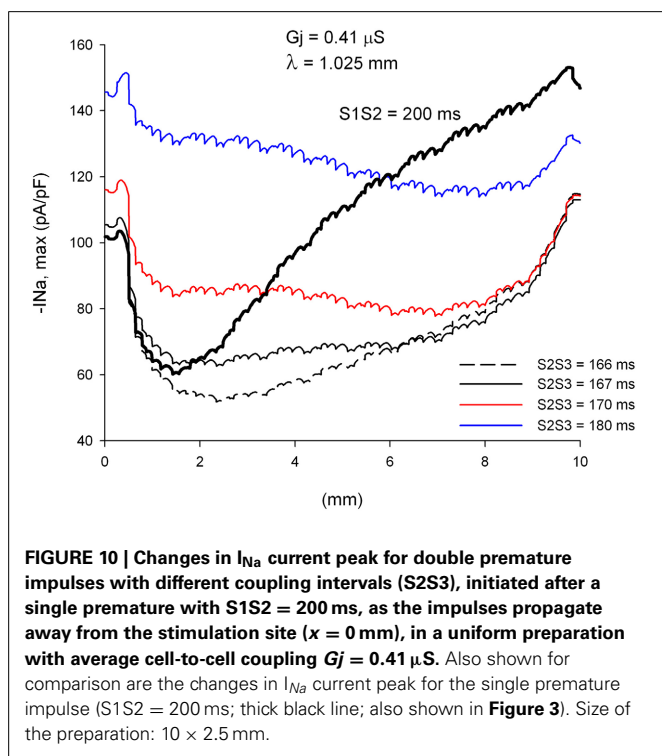 Gj = 0.41 μS
λ = 1.025 mm
S1S2 = 200 ms
-INa, max (pA/pF)
160
140
120
100
80
60
40
0
2
4
6
8
10
(mm)
S2S3 = 166 ms
S2S3 = 167 ms
S2S3 = 170 ms
S2S3 = 180 ms
FIGURE 10 | Changes in INa current peak for double premature
impulses with different coupling intervals (S2S3), initiated after a
single premature with S1S2 = 200 ms, as the impulses propagate
away from the stimulation site (x = 0 mm), in a uniform preparation
with average cell-to-cell coupling Gj = 0.41 μS. Also shown for
comparison are the changes in INa current peak for the single premature
impulse (S1S2 = 200 ms; thick black line; also shown in Figure 3). Size of
the preparation: 10 × 2.5 mm.